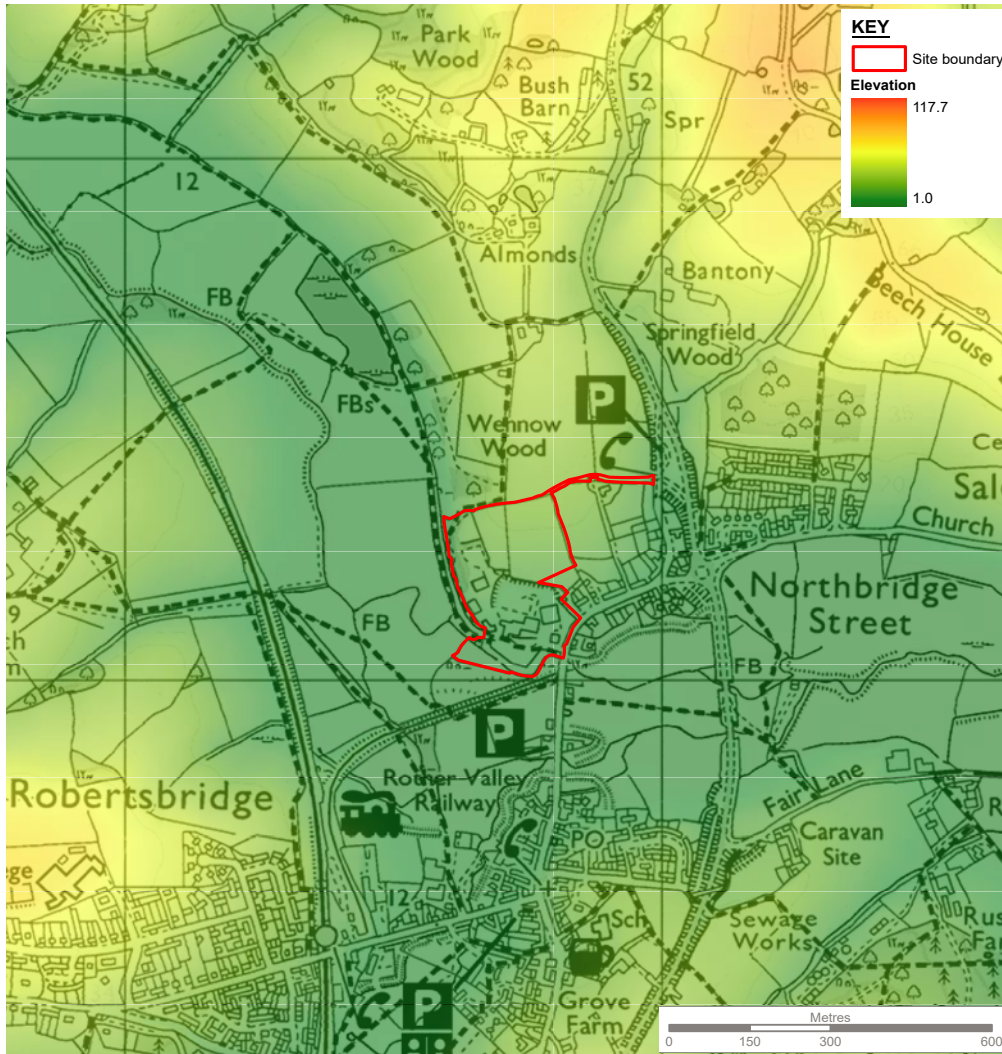 KEY
Site boundary
Elevation
117.7
1.0
Park
Wood
Bush
Barn
52
Spr
12
Almonds
Bantony
FB
Springfield
Wood
Beech House
FBs
P
Wennow
Wood
Church
Northbridge
Street
FB
FB
P
Rother Valley
Railway
Robertsbridge
Fair Lane
PO
Caravan
Site
12
Sch
Sewage
Works
Grove
Farm
P
Metres
0 150 300 600